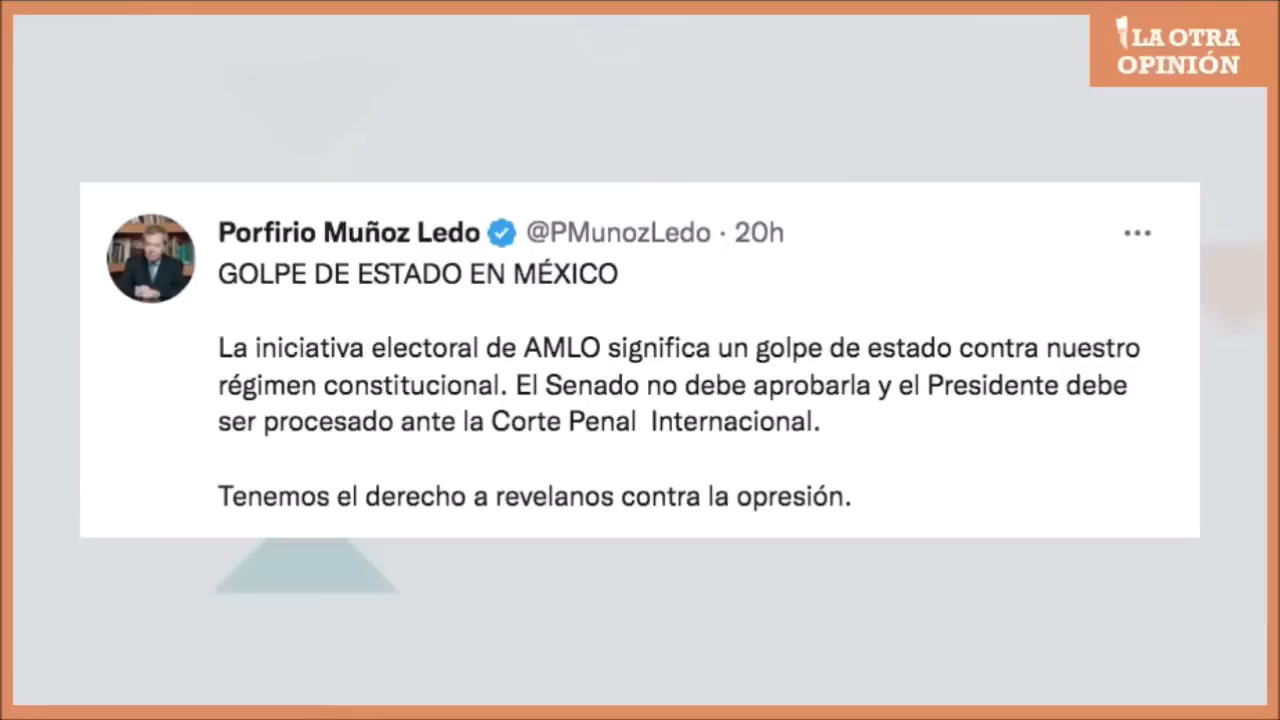 LA OTRA
OPINIÓN
Porfirio Muñoz Ledo @PMunozLedo · 20h
GOLPE DE ESTADO EN MÉXICO
La iniciativa electoral de AMLO significa un golpe de estado contra nuestro
régimen constitucional. El Senado no debe aprobarla y el Presidente debe
ser procesado ante la Corte Penal  Internacional.
Tenemos el derecho a revelanos contra la opresión.